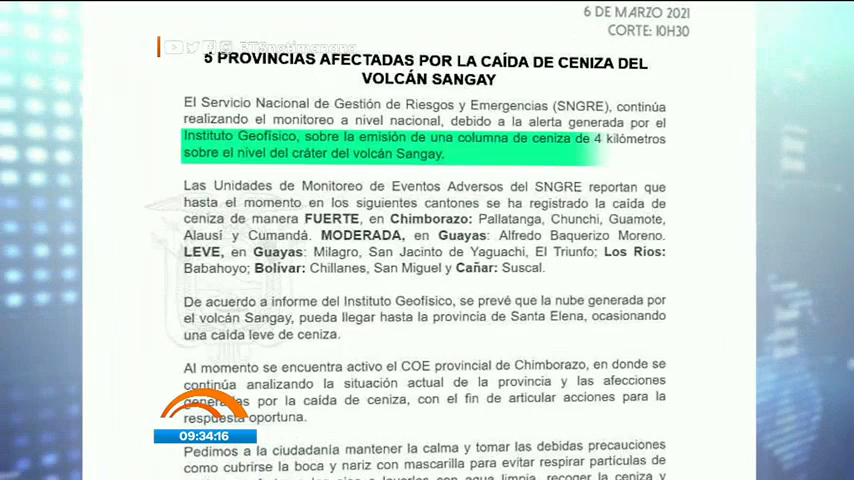 6 DE MARZO 2021
CORTE: 10H30
5 PROVINCIAS AFECTADAS POR LA CAÍDA DE CENIZA DEL
VOLCÁN SANGAY
El Servicio Nacional de Gestión de Riesgos y Emergencias (SNGRE), continúa
realizando el monitoreo a nivel nacional, debido a la alerta generada por el
Instituto Geofísico, sobre la emisión de una columna de ceniza de 4 kilómetros
sobre el nivel del cráter del volcán Sangay.
Las Unidades de Monitoreo de Eventos Adversos del SNGRE reportan que
hasta el momento en los siguientes cantones se ha registrado la caída de
ceniza de manera FUERTE, en Chimborazo: Pallatanga, Chunchi, Guamote,
Alausí y Cumandá. MODERADA, en Guayas: Alfredo Baquerizo Moreno.
LEVE, en Guayas: Milagro, San Jacinto de Yaguachi, El Triunfo; Los Ríos:
Babahoyo; Bolívar: Chillanes, San Miguel y Cañar: Suscal.
De acuerdo a informe del Instituto Geofísico, se prevé que la nube generada por
el volcán Sangay, pueda llegar hasta la provincia de Santa Elena, ocasionando
una caída leve de ceniza.
Al momento se encuentra activo el COE provincial de Chimborazo, en donde se
continúa analizando la situación actual de la provincia y las afecciones
generadas por la caída de ceniza, con el fin de articular acciones para la
respuesta oportuna.
09:34:16
Pedimos a la ciudadanía mantener la calma y tomar las debidas precauciones
como cubrirse la boca y nariz con mascarilla para evitar respirar partículas de